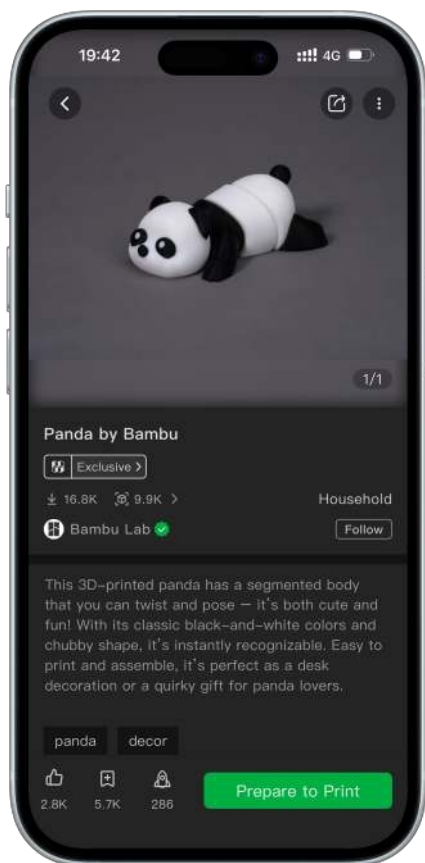 19:42
4G
1/1
Panda by Bambu
Exclusive >
16.8K 9.9K >
Household
Bambu Lab
Follow
This 3D-printed panda has a segmented body
that you can twist and pose — it's both cute and
fun! With its classic black-and-white colors and
chubby shape, it's instantly recognizable. Easy to
print and assemble, it's perfect as a desk
decoration or a quirky gift for panda lovers.
panda decor
2.8K 5.7K 286
Prepare to Print